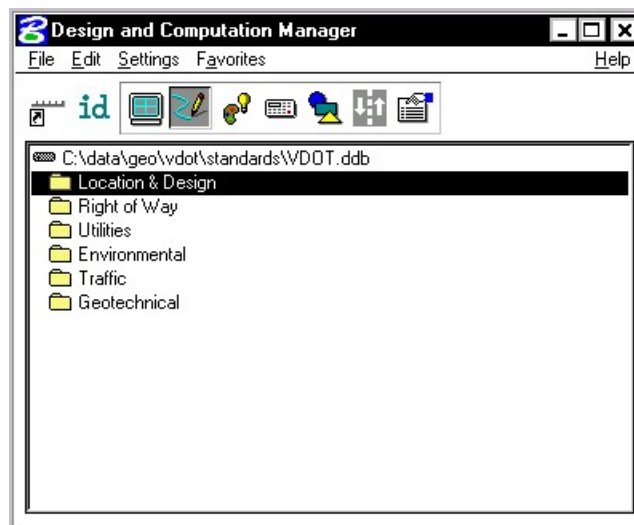 Design and Computation Manager
File Edit Settings Favorites Help
id
C:\data\geo\vdot\standards\VDOT.ddb
Location & Design
Right of Way
Utilities
Environmental
Traffic
Geotechnical